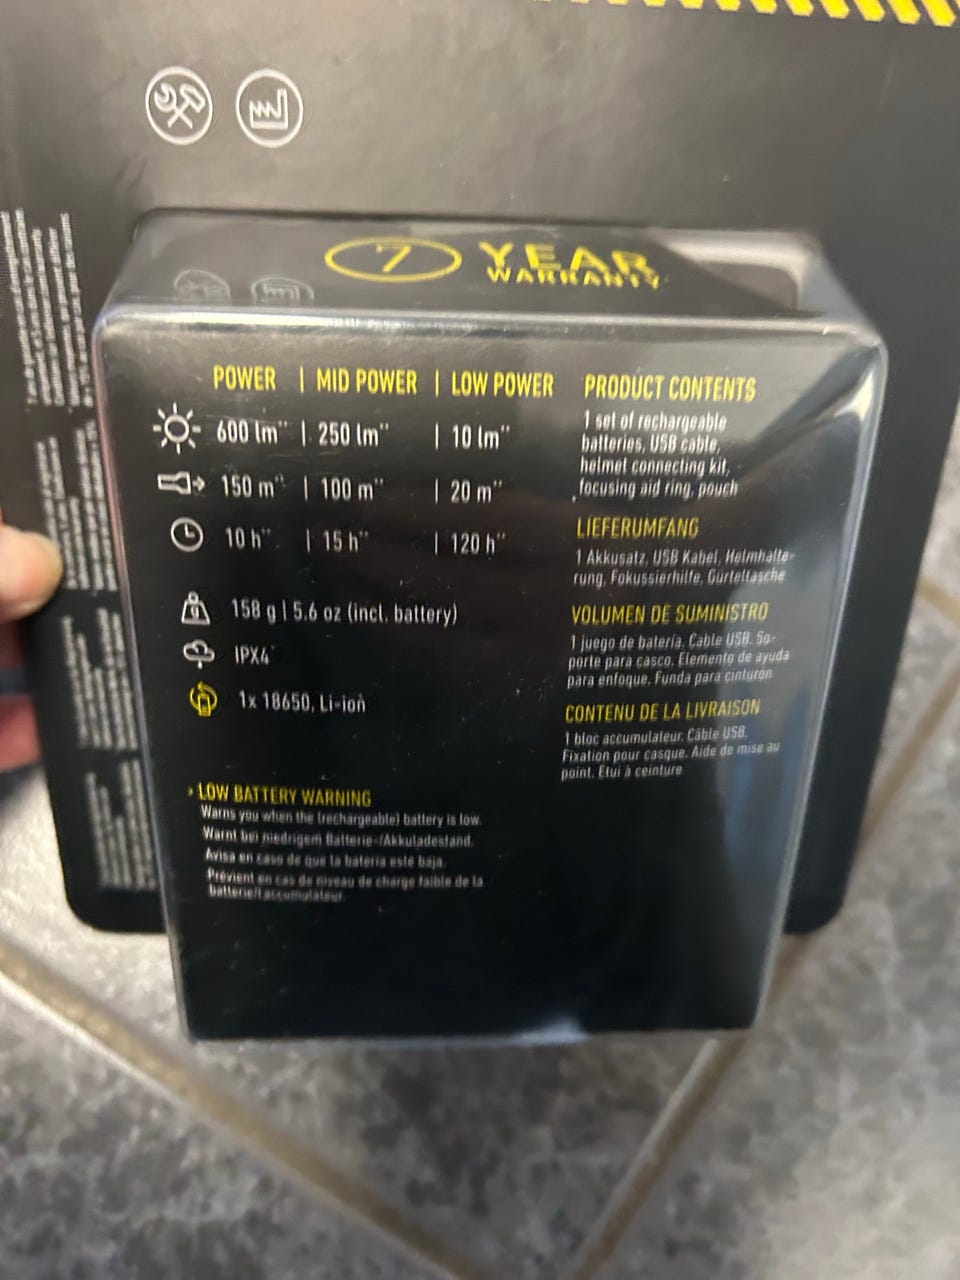 7 YEAR
WARRANTY
POWER | MID POWER | LOW POWER
600 lm** | 250 lm** | 10 lm**
150 m** | 100 m** | 20 m**
10 h** | 15 h** | 120 h**
158 g | 5.6 oz (incl. battery)
IPX4
1x 18650, Li-ion
› LOW BATTERY WARNING
Warns you when the (rechargeable) battery is low.
Warnt bei niedrigem Batterie-/Akkuladestand.
Avisa en caso de que la batería esté baja.
Prévient en cas de niveau de charge faible de la
batterie/l'accumulateur.
PRODUCT CONTENTS
1 set of rechargeable
batteries, USB cable,
helmet connecting kit,
focusing aid ring, pouch
LIEFERUMFANG
1 Akkusatz, USB Kabel, Helmhalte-
rung, Fokussierhilfe, Gürteltasche
VOLUMEN DE SUMINISTRO
1 juego de batería. Cable USB. So-
porte para casco. Elemento de ayuda
para enfoque. Funda para cinturón
CONTENU DE LA LIVRAISON
1 bloc accumulateur. Câble USB.
Fixation pour casque. Aide de mise au
point. Étui à ceinture